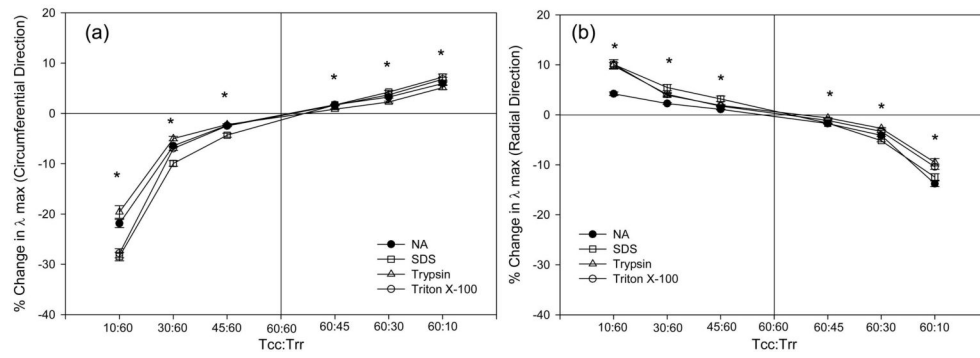 (a)
% Change in λ max (Circumferential Direction)
20
10
0
-10
-20
-30
-40
*
*
*
*
*
*
NA
SDS
Trypsin
Triton X-100
10:60 30:60 45:60 60:60 60:45 60:30 60:10
Tcc:Trr
(b)
% Change in λ max (Radial Direction)
20
10
0
-10
-20
-30
-40
*
*
*
*
*
*
NA
SDS
Trypsin
Triton X-100
10:60 30:60 45:60 60:60 60:45 60:30 60:10
Tcc:Trr